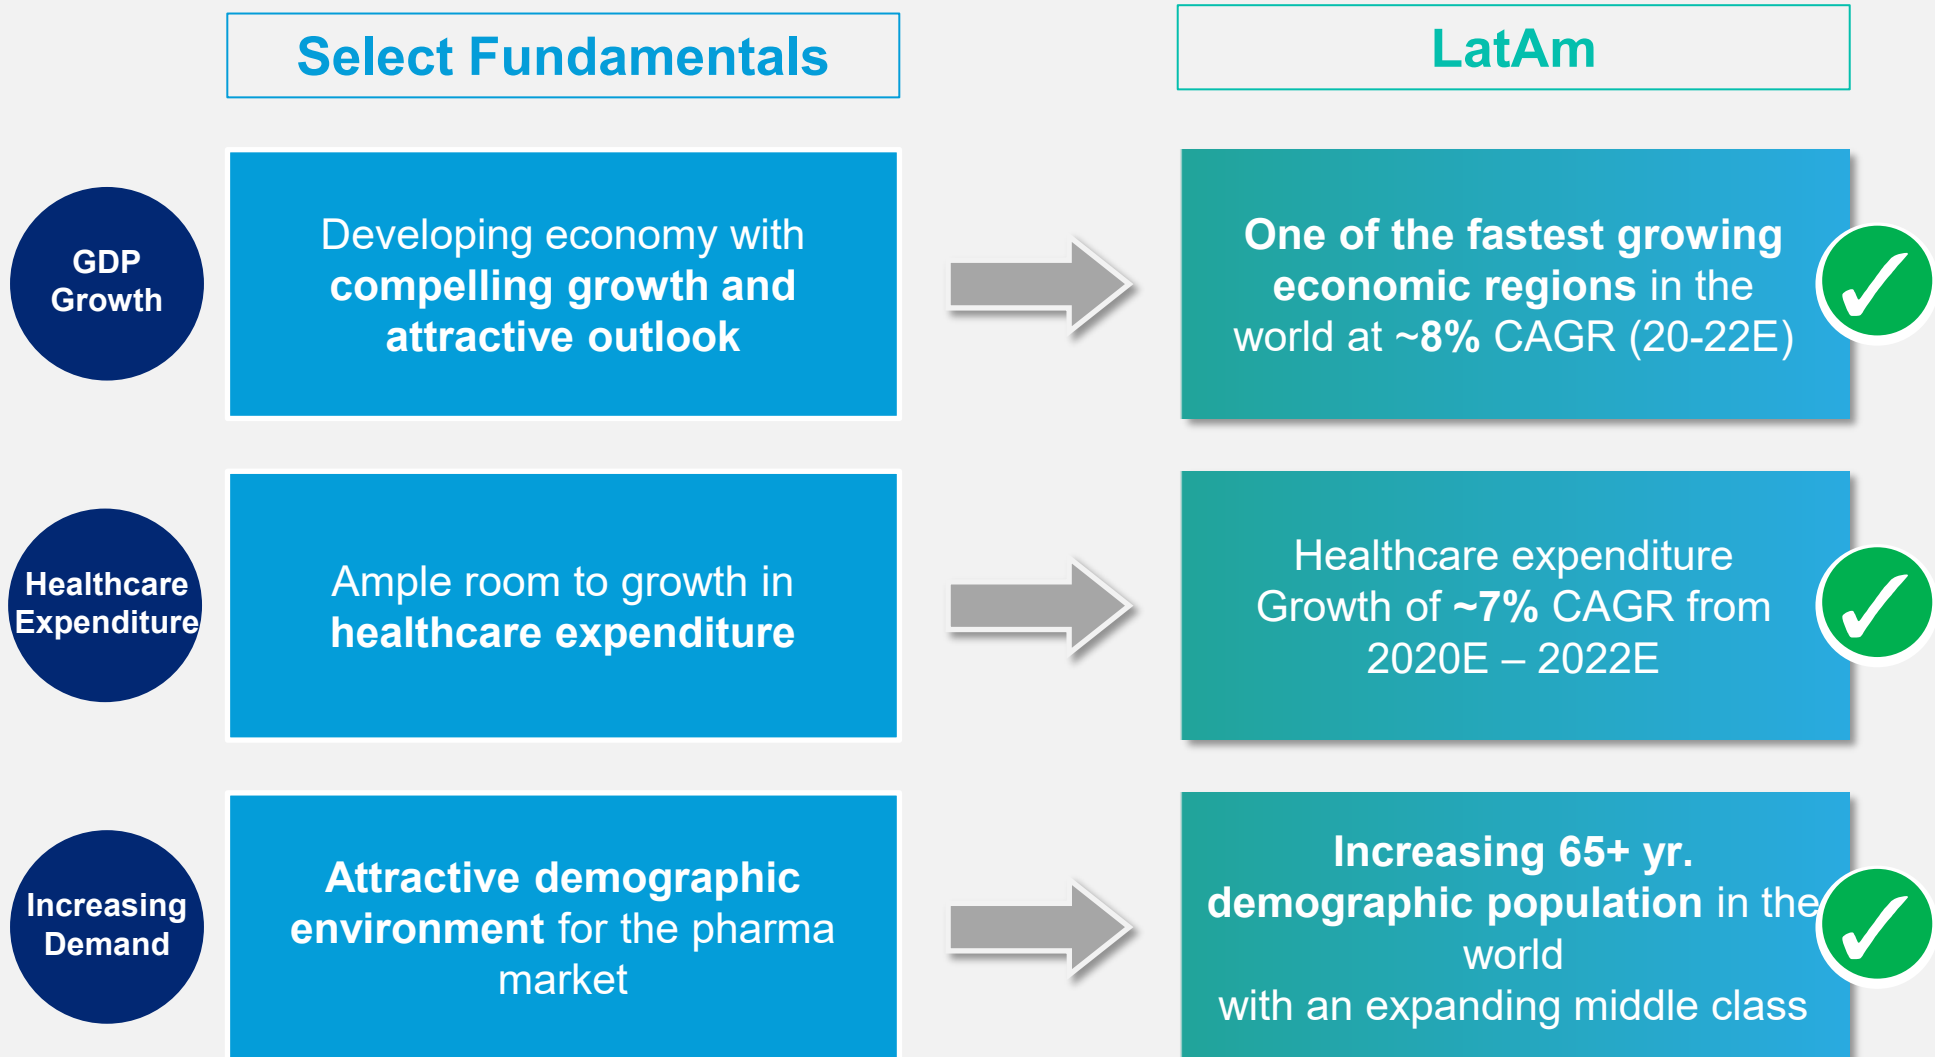 Select Fundamentals
LatAm
GDP
Growth
Developing economy with
compelling growth and
attractive outlook
One of the fastest growing
economic regions in the
world at ~8% CAGR (20-22E)
Healthcare
Expenditure
Ample room to growth in
healthcare expenditure
Healthcare expenditure
Growth of ~7% CAGR from
2020E – 2022E
Increasing
Demand
Attractive demographic
environment for the pharma
market
Increasing 65+ yr.
demographic population in the
world
with an expanding middle class